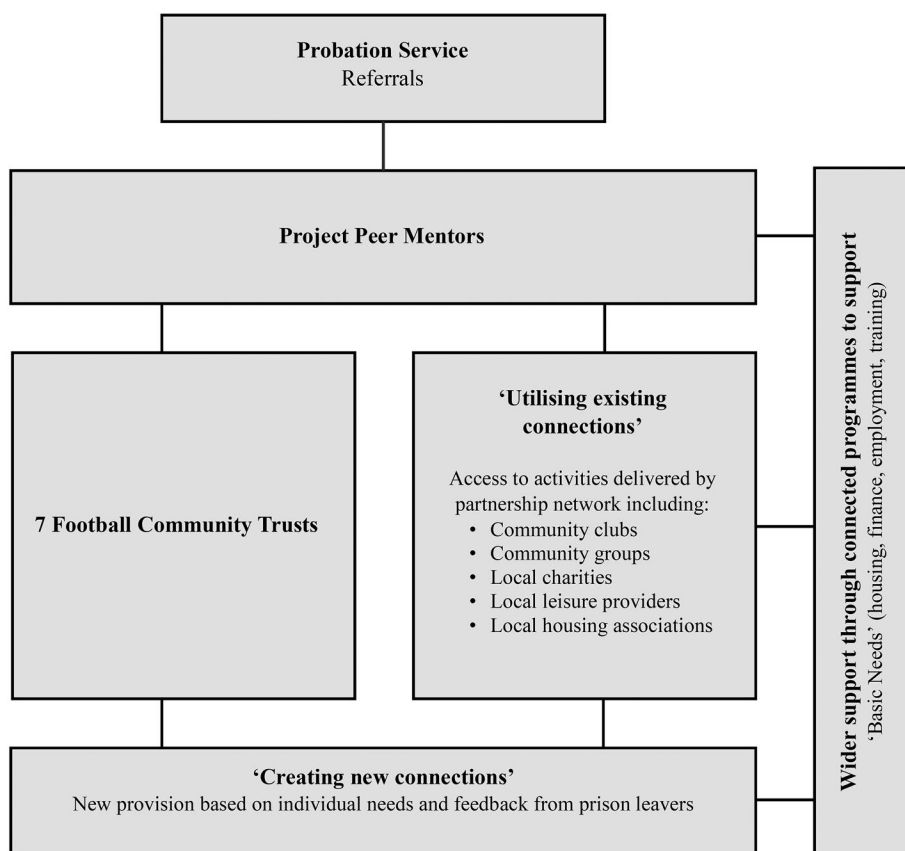 Probation Service
Referrals
Project Peer Mentors
7 Football Community Trusts
‘Utilising existing
connections’
Access to activities delivered by
partnership network including:
• Community clubs
• Community groups
• Local charities
• Local leisure providers
• Local housing associations
‘Creating new connections’
New provision based on individual needs and feedback from prison leavers
Wider support through connected programmes to support
‘Basic Needs’ (housing, finance, employment, training)